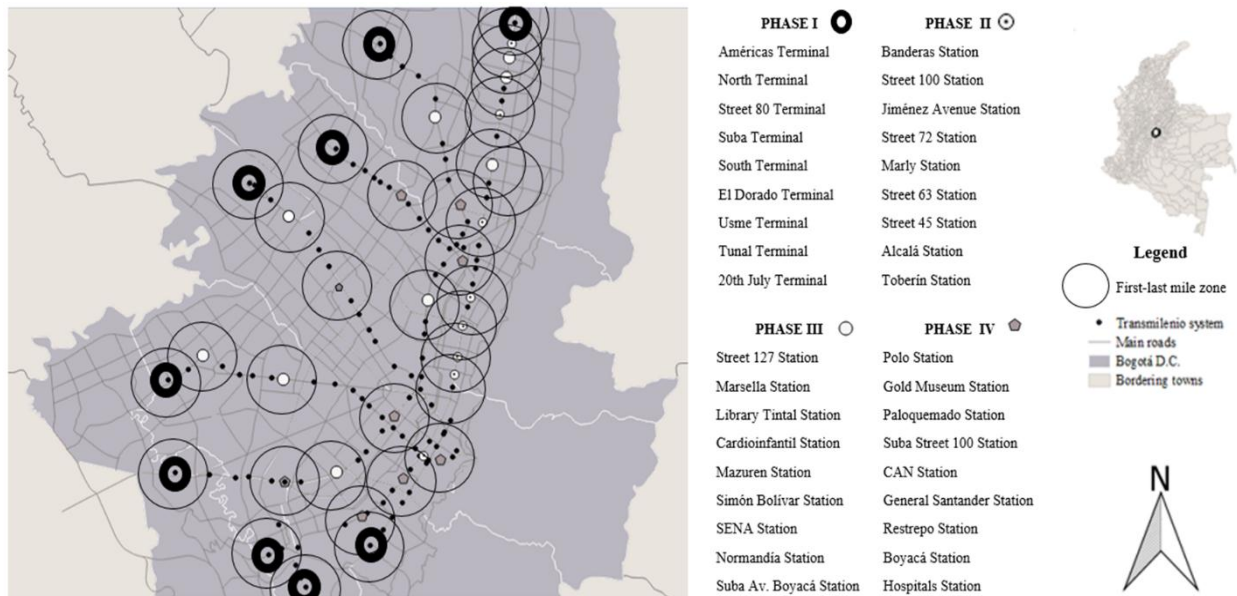 PHASE I
Américas Terminal
North Terminal
Street 80 Terminal
Suba Terminal
South Terminal
El Dorado Terminal
Usme Terminal
Tunal Terminal
20th July Terminal
PHASE II
Banderas Station
Street 100 Station
Jiménez Avenue Station
Street 72 Station
Marly Station
Street 63 Station
Street 45 Station
Alcalá Station
Toberín Station
PHASE III
Street 127 Station
Marsella Station
Library Tintal Station
Cardioinfantil Station
Mazuren Station
Simón Bolívar Station
SENA Station
Normandía Station
Suba Av. Boyacá Station
PHASE IV
Polo Station
Gold Museum Station
Paloquemado Station
Suba Street 100 Station
CAN Station
General Santander Station
Restrepo Station
Boyacá Station
Hospitals Station
Legend
First-last mile zone
Transmilenio system
Main roads
Bogotá D.C.
Bordering towns
N